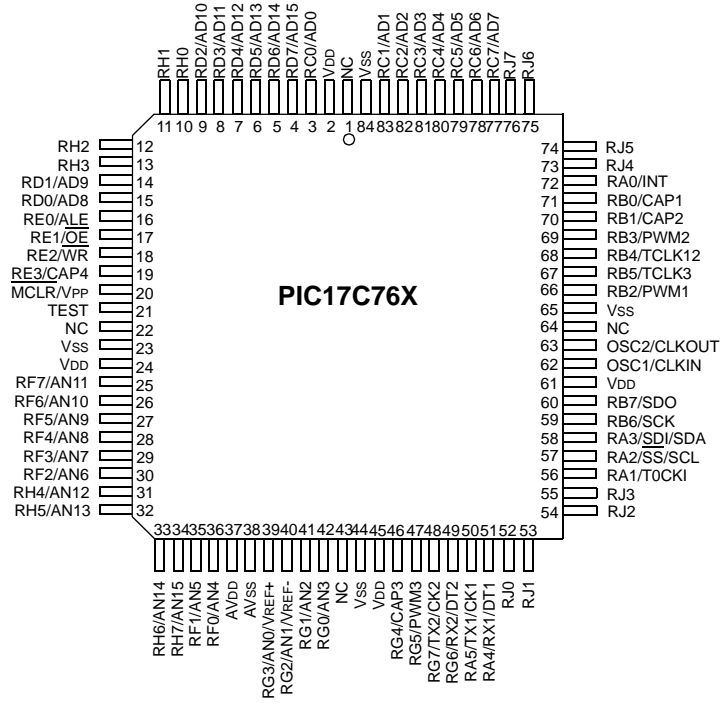 RH1
RH0
RD2/AD10
RD3/AD11
RD4/AD12
RD5/AD13
RD6/AD14
RD7/AD15
RC0/AD0
VDD
NC
VSS
RC1/AD1
RC2/AD2
RC3/AD3
RC4/AD4
RC5/AD5
RC6/AD6
RC7/AD7
RJ7
RJ6
11 10 9 8 7 6 5 4 3 2 1 84 83 82 81 80 79 78 77 76 75
RH2 12
RH3 13
RD1/AD9 14
RD0/AD8 15
RE0/ALE 16
RE1/OE 17
RE2/WR 18
RE3/CAP4 19
MCLR/VPP 20
TEST 21
NC 22
VSS 23
VDD 24
RF7/AN11 25
RF6/AN10 26
RF5/AN9 27
RF4/AN8 28
RF3/AN7 29
RF2/AN6 30
RH4/AN12 31
RH5/AN13 32
PIC17C76X
74 RJ5
73 RJ4
72 RA0/INT
71 RB0/CAP1
70 RB1/CAP2
69 RB3/PWM2
68 RB4/TCLK12
67 RB5/TCLK3
66 RB2/PWM1
65 VSS
64 NC
63 OSC2/CLKOUT
62 OSC1/CLKIN
61 VDD
60 RB7/SDO
59 RB6/SCK
58 RA3/SDI/SDA
57 RA2/SS/SCL
56 RA1/T0CKI
55 RJ3
54 RJ2
33 34 35 36 37 38 39 40 41 42 43 44 45 46 47 48 49 50 51 52 53
RH6/AN14
RH7/AN15
RF1/AN5
RF0/AN4
AVDD
AVSS
RG3/AN0/VREF+
RG2/AN1/VREF-
RG1/AN2
RG0/AN3
NC
VSS
VDD
RG4/CAP3
RG5/PWM3
RG7/TX2/CK2
RG6/RX2/DT2
RA5/TX1/CK1
RA4/RX1/DT1
RJ0
RJ1